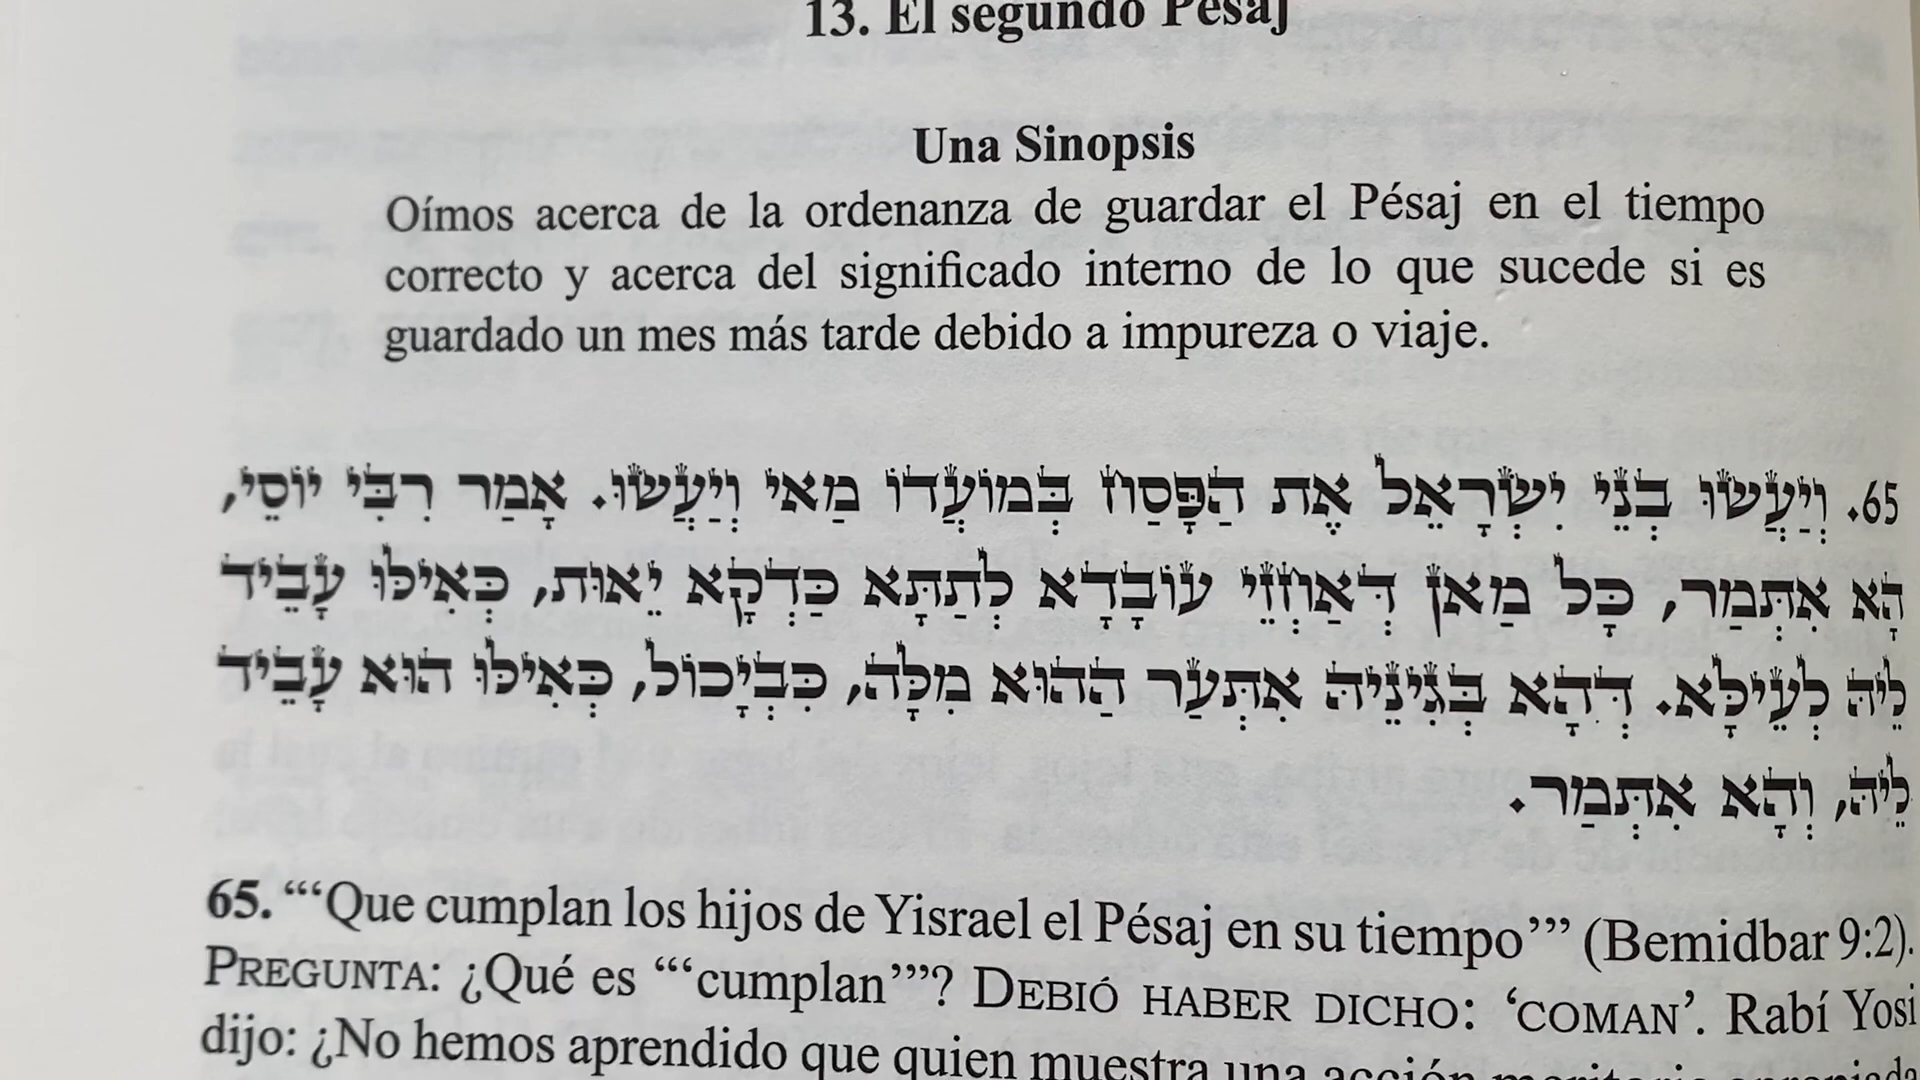 13. El segundo Pésaj
Una Sinopsis
Oímos acerca de la ordenanza de guardar el Pésaj en el tiempo
correcto y acerca del significado interno de lo que sucede si es
guardado un mes más tarde debido a impureza o viaje.
65. וְיַעֲשׂוּ בְנֵי יִשְׂרָאֵל אֶת הַפָּסַח בְּמוֹעֲדוֹ מַאי וְיַעֲשׂוּ. אָמַר רִבִּי יוֹסֵי,
הָא אִתְּמַר, כָּל מַאן דְּאַחְזֵי עוֹבָדָא לְתַתָּא כַּדְקָא יֵאוּת, כְּאִילּוּ עָבֵיד
לֵיהּ לְעֵילָּא. דְּהָא בְּגִינֵיהּ אִתְּעַר הַהוּא מִלָּה, כִּבְיָכוֹל, כְּאִילּוּ הוּא עָבֵיד
לֵיהּ, וְהָא אִתְּמַר.
65. “‘Que cumplan los hijos de Yisrael el Pésaj en su tiempo’” (Bemidbar 9:2).
PREGUNTA: ¿Qué es “‘cumplan’”? DEBIÓ HABER DICHO: ‘COMAN’. Rabí Yosi
dijo: ¿No hemos aprendido que quien muestra una acción